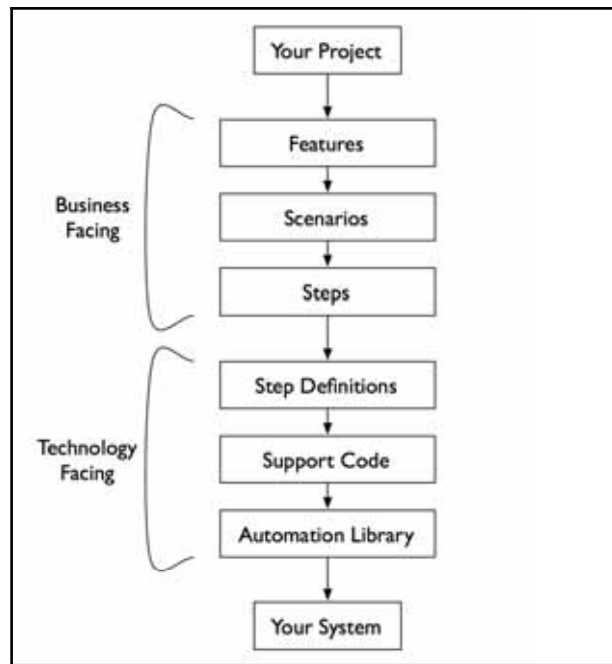 Your Project
Features
Business
Facing
Scenarios
Steps
Step Definitions
Technology
Facing
Support Code
Automation Library
Your System